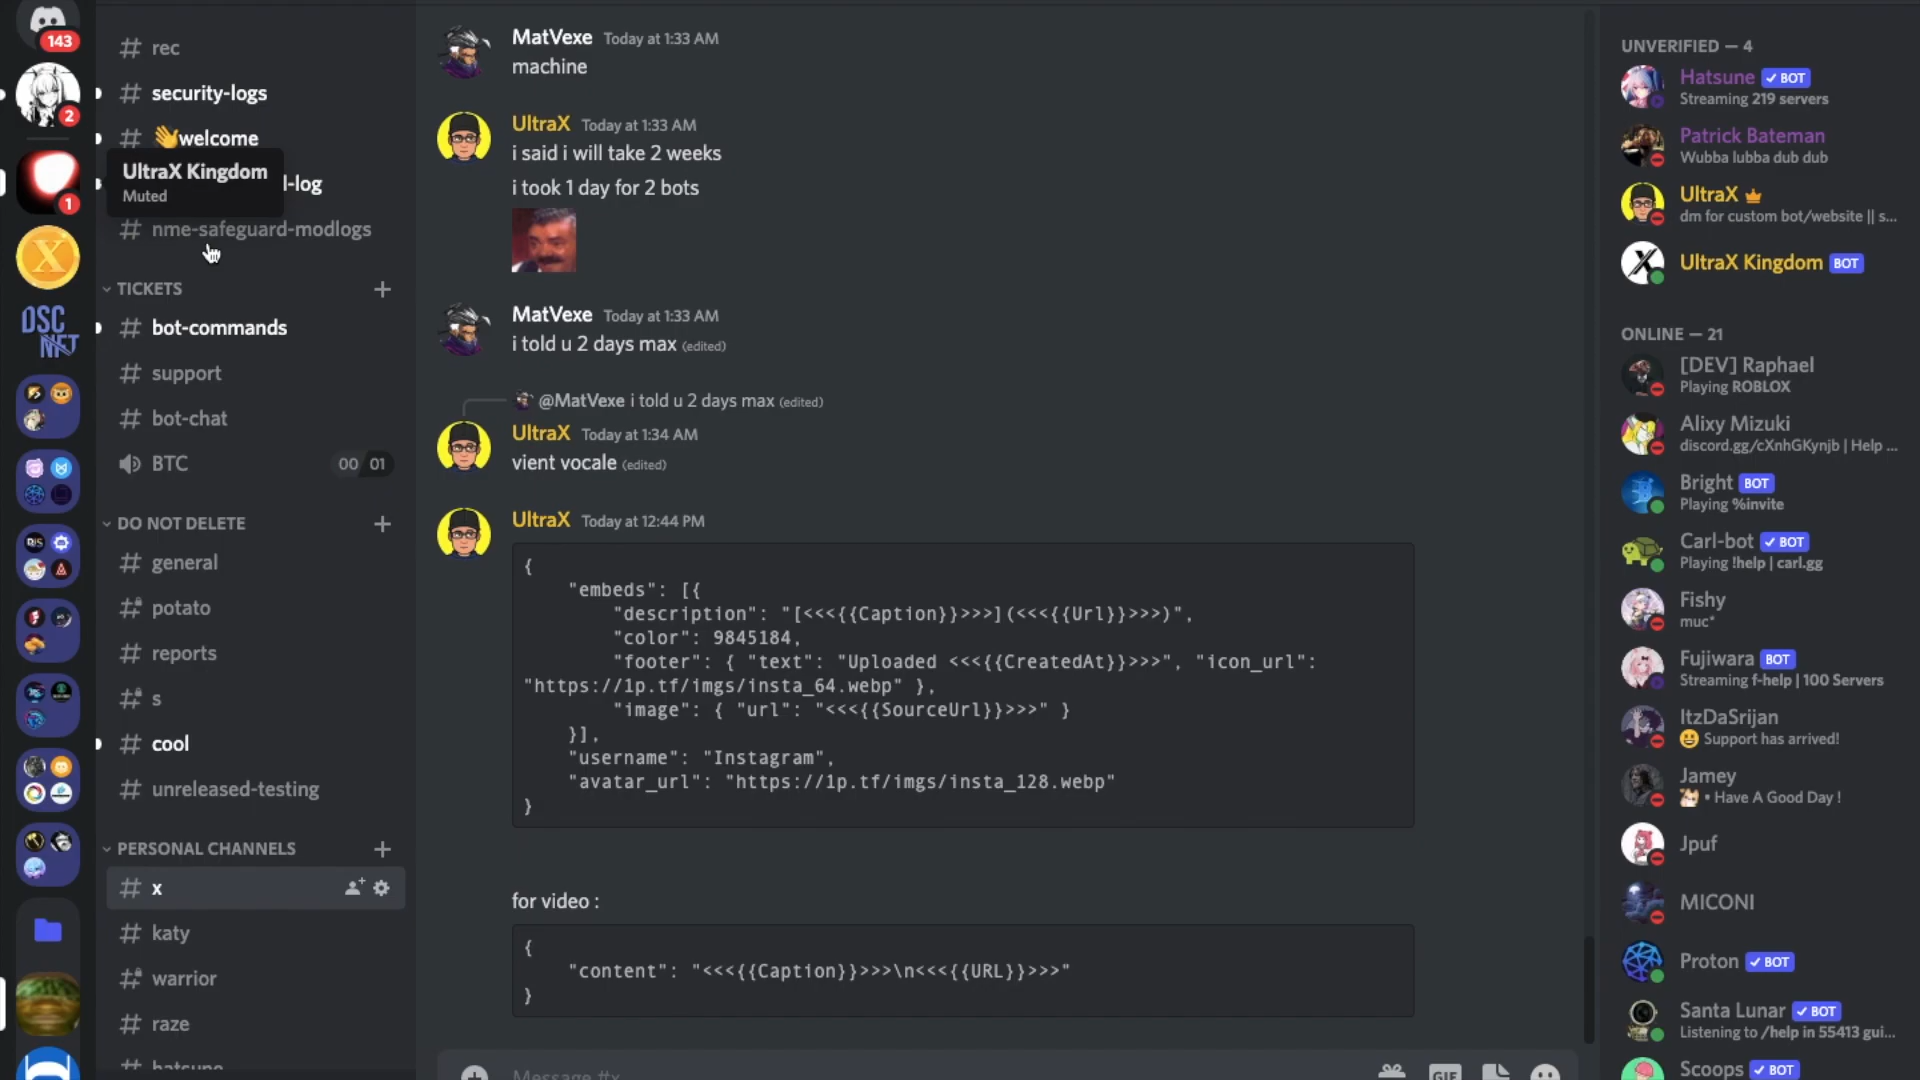 143
2
1
X
DSC
NET
# rec
# security-logs
# 👋welcome
UltraX Kingdom
Muted
l-log
# nme-safeguard-modlogs
TICKETS
# bot-commands
# support
# bot-chat
BTC 00 01
DO NOT DELETE
# general
# potato
# reports
# s
# cool
# unreleased-testing
PERSONAL CHANNELS
# x
# katy
# warrior
# raze
# hatsune
MatVexe Today at 1:33 AM
machine
UltraX Today at 1:33 AM
i said i will take 2 weeks
i took 1 day for 2 bots
MatVexe Today at 1:33 AM
i told u 2 days max (edited)
@MatVexe i told u 2 days max (edited)
UltraX Today at 1:34 AM
vient vocale (edited)
UltraX Today at 12:44 PM
{
"embeds": [{
"description": "[<<<{{Caption}}>>>](<<<{{Url}}>>>)",
"color": 9845184,
"footer": { "text": "Uploaded <<<{{CreatedAt}}>>>", "icon_url":
"https://1p.tf/imgs/insta_64.webp" },
"image": { "url": "<<<{{SourceUrl}}>>>" }
}],
"username": "Instagram",
"avatar_url": "https://1p.tf/imgs/insta_128.webp"
}
for video :
{
"content": "<<<{{Caption}}>>>\n<<<{{URL}}>>>"
}
Message #x
GIF
UNVERIFIED — 4
Hatsune ✓ BOT
Streaming 219 servers
Patrick Bateman
Wubba lubba dub dub
UltraX
dm for custom bot/website || s...
UltraX Kingdom BOT
ONLINE — 21
[DEV] Raphael
Playing ROBLOX
Alixy Mizuki
discord.gg/cXnhGKynjb | Help ...
Bright BOT
Playing %invite
Carl-bot ✓ BOT
Playing !help | carl.gg
Fishy
muc*
Fujiwara BOT
Streaming f-help | 100 Servers
ItzDaSrijan
😀 Support has arrived!
Jamey
• Have A Good Day !
Jpuf
MICONI
Proton ✓ BOT
Santa Lunar ✓ BOT
Listening to /help in 55413 gui...
Scoops ✓ BOT